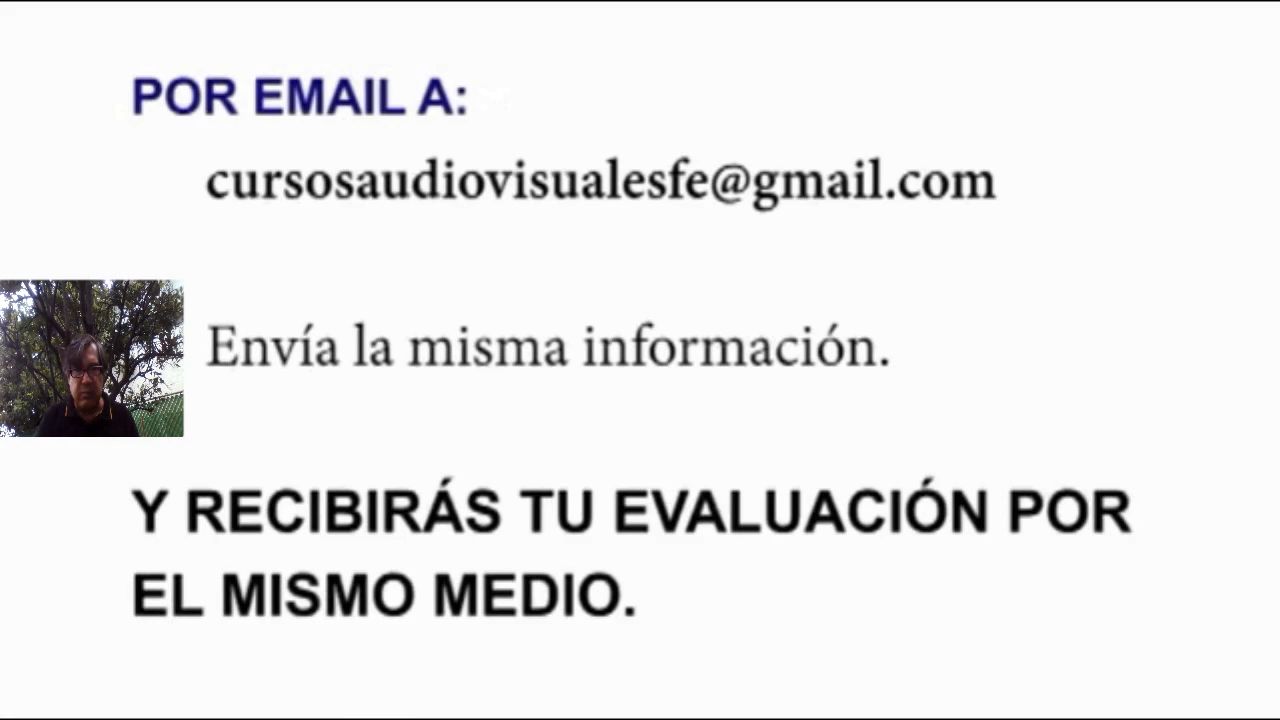 POR EMAIL A:
cursosaudiovisualesfe@gmail.com
Envía la misma información.
Y RECIBIRÁS TU EVALUACIÓN POR
EL MISMO MEDIO.